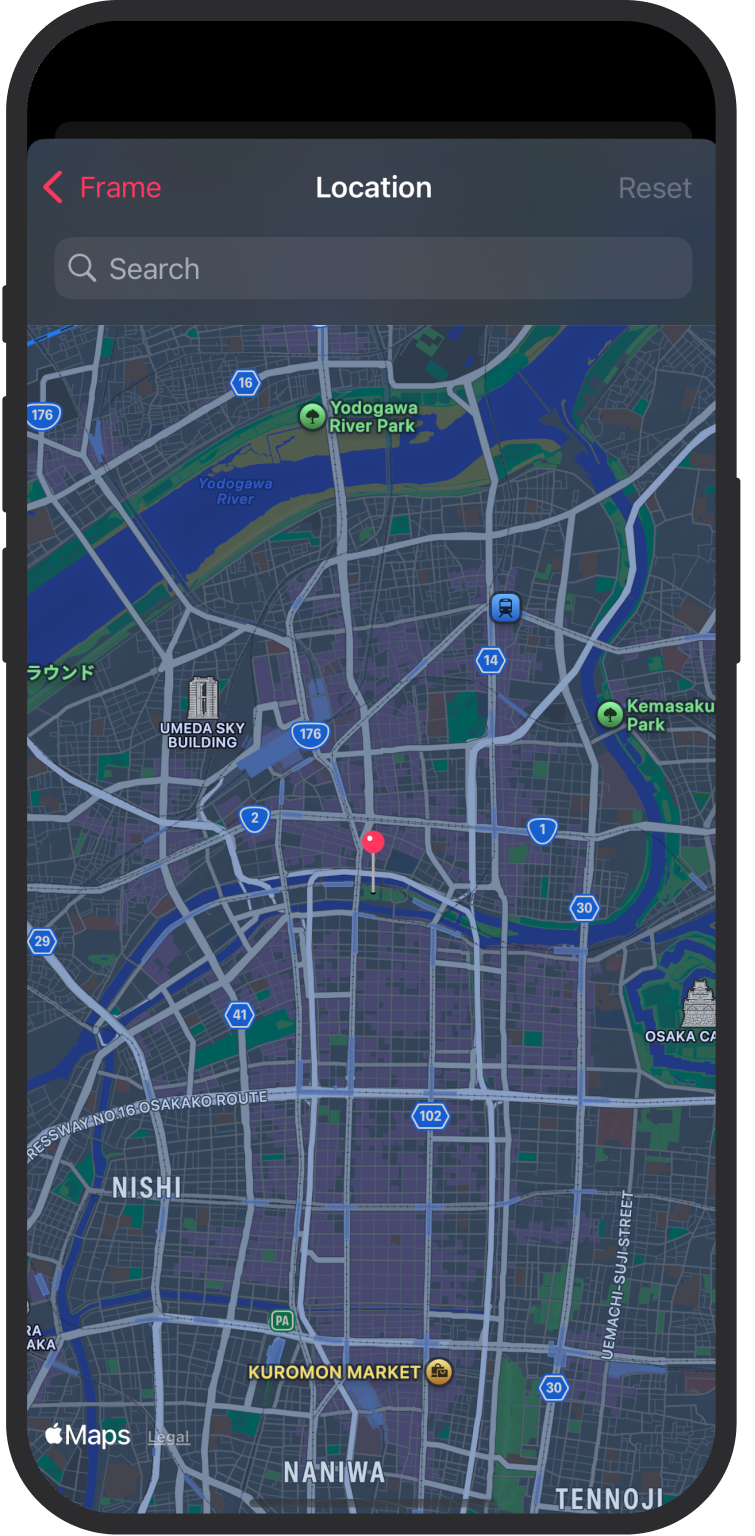 Frame
Location
Reset
Search
16
176
Yodogawa
River Park
Yodogawa
River
14
ラウンド
UMEDA SKY
BUILDING
Kemasaku
Park
176
2
1
30
29
41
OSAKA CA
RESSWAY NO.16 OSAKAKO ROUTE
102
NISHI
UEMACHI-SUJI STREET
PA
RA
AKA
KUROMON MARKET
30
Maps
Legal
NANIWA
TENNOJI